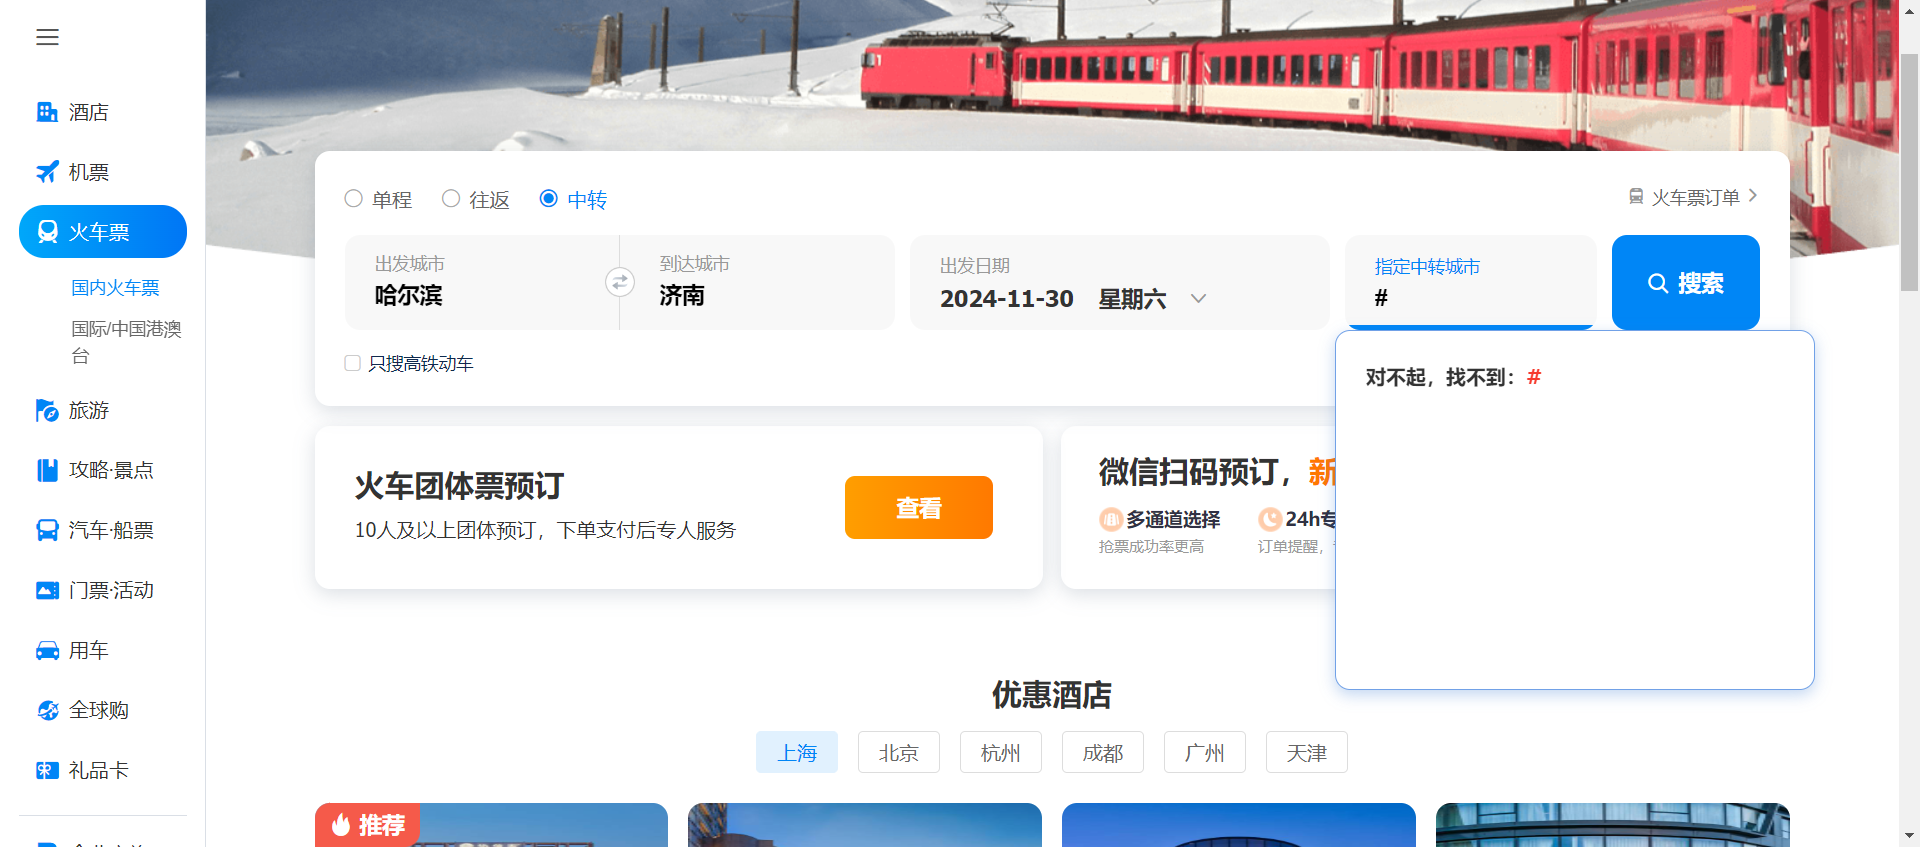 酒店
机票
火车票
国内火车票
国际/中国港澳
台
旅游
攻略·景点
汽车·船票
门票·活动
用车
全球购
礼品卡
单程 往返 中转
火车票订单
出发城市 到达城市 出发日期 指定中转城市
哈尔滨 济南 2024-11-30 星期六 #
搜索
只搜高铁动车
对不起，找不到：#
火车团体票预订
10人及以上团体预订，下单支付后专人服务
查看
微信扫码预订，新
多通道选择 24h专
抢票成功率更高 订单提醒，
优惠酒店
上海 北京 杭州 成都 广州 天津
推荐